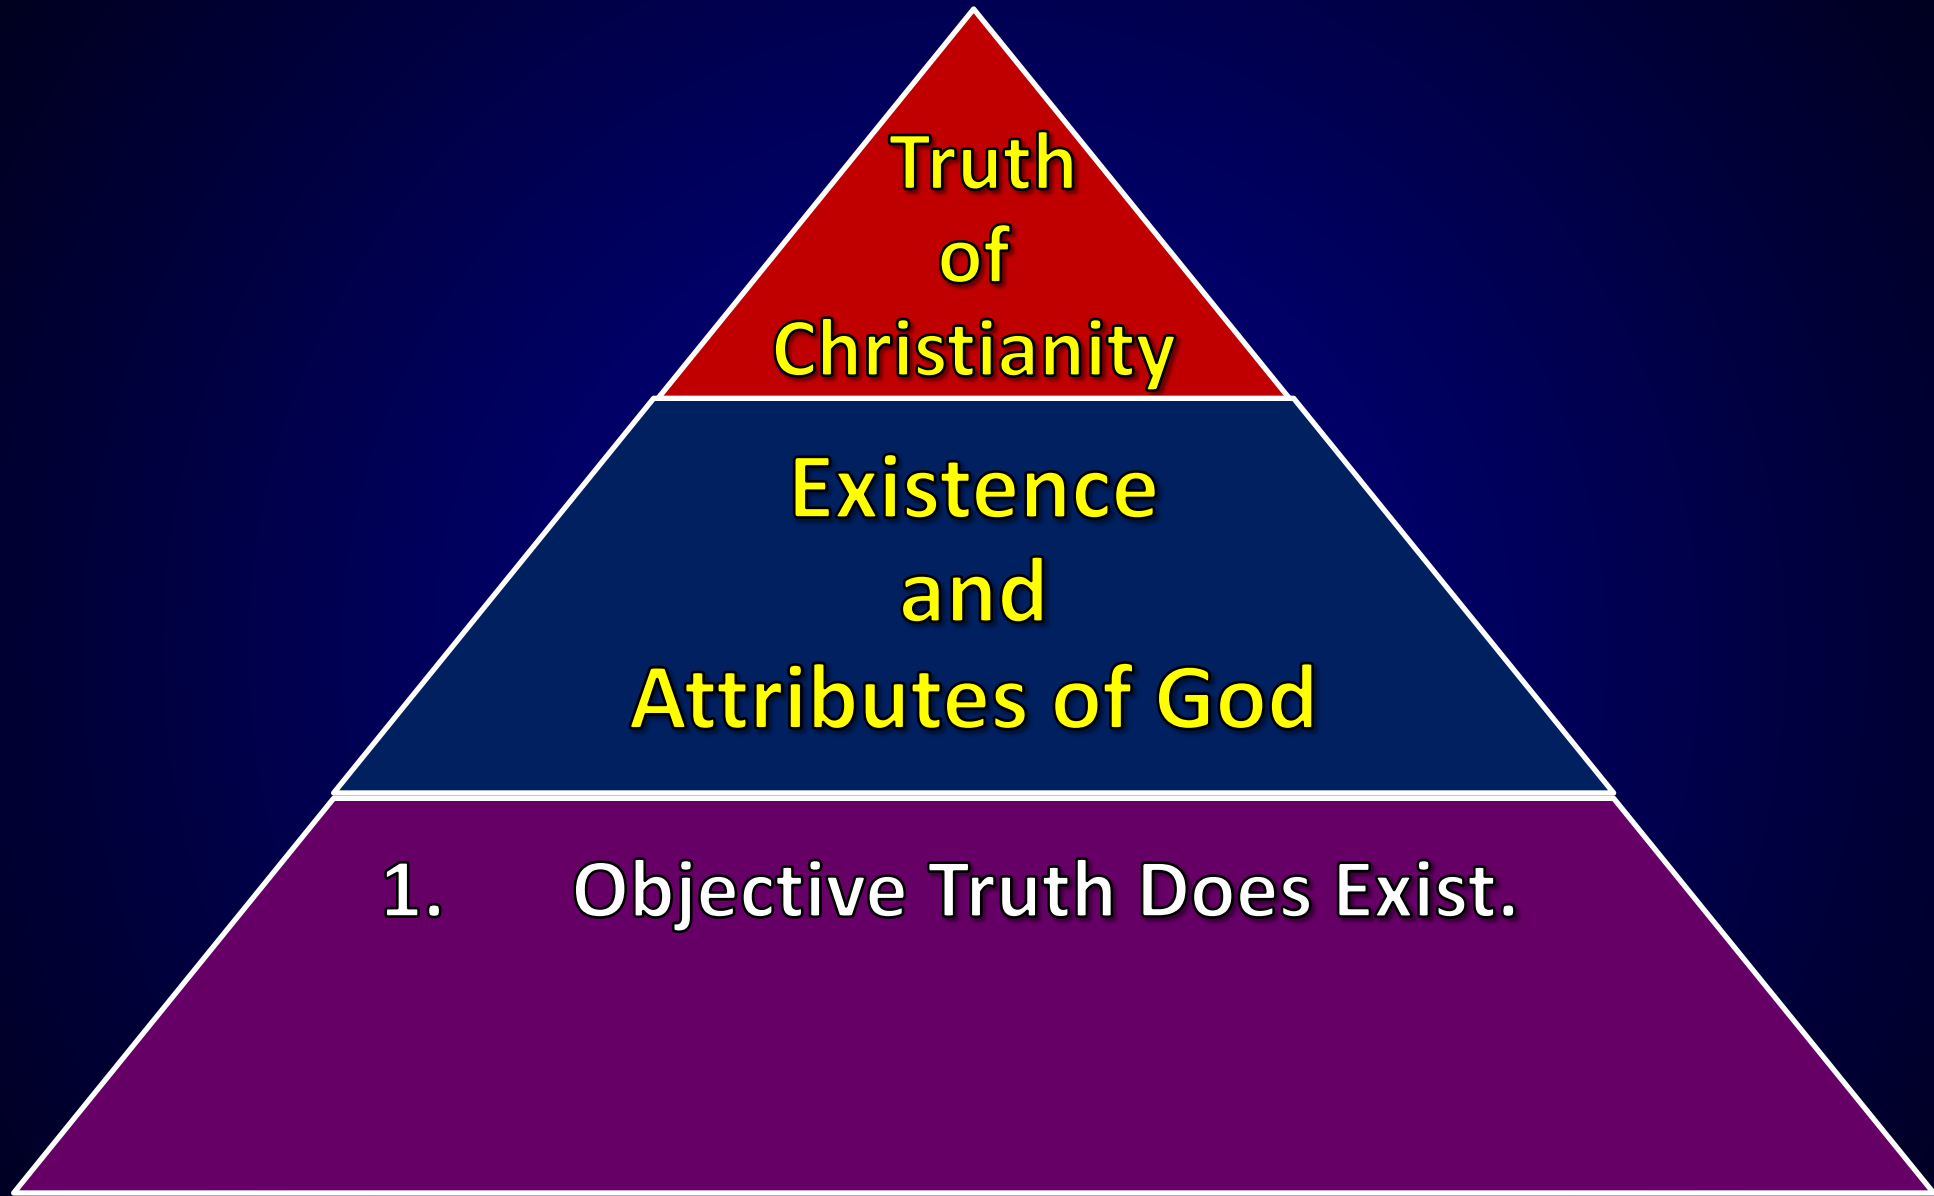 Truth
of
Christianity
Existence
and
Attributes of God
1. Objective Truth Does Exist.